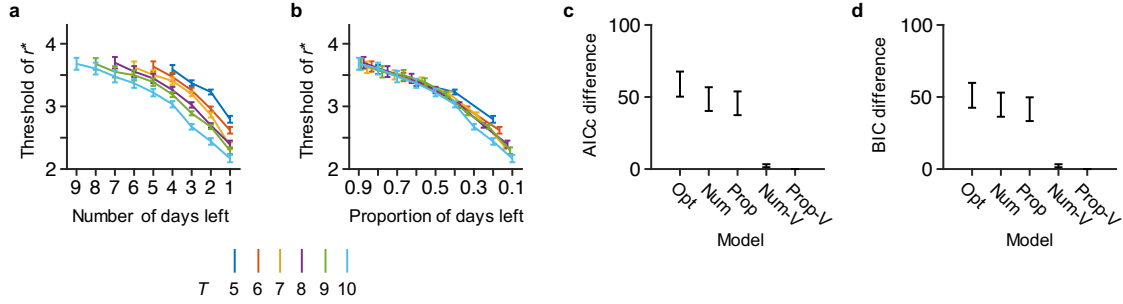 a
Threshold of r*
4
3
2
9 8 7 6 5 4 3 2 1
Number of days left
b
Threshold of r*
4
3
2
0.9 0.7 0.5 0.3 0.1
Proportion of days left
c
AICc difference
100
50
0
Opt Num Prop Num-V Prop-V
Model
d
BIC difference
100
50
0
Opt Num Prop Num-V Prop-V
Model
T 5 6 7 8 9 10